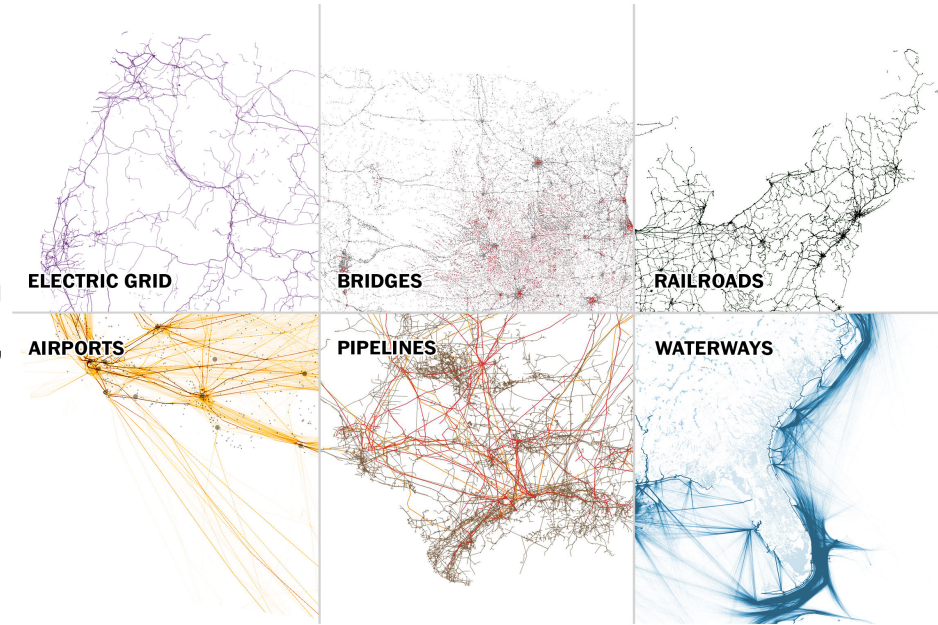 ELECTRIC GRID
BRIDGES
RAILROADS
AIRPORTS
PIPELINES
WATERWAYS